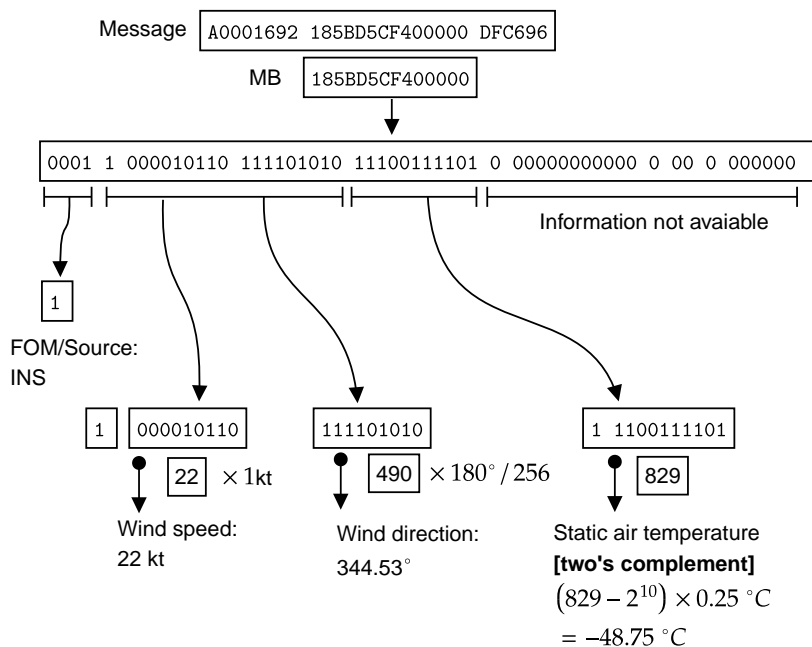 Message A0001692 185BD5CF400000 DFC696
MB 185BD5CF400000
0001 1 000010110 111101010 11100111101 0 00000000000 0 00 0 000000
Information not avaiable
1
FOM/Source:
INS
1 000010110
111101010
1 1100111101
22 × 1kt
490 × 180° / 256
829
Wind speed:
22 kt
Wind direction:
344.53°
Static air temperature
[two's complement]
(829 − 2¹⁰) × 0.25 °C
= −48.75 °C